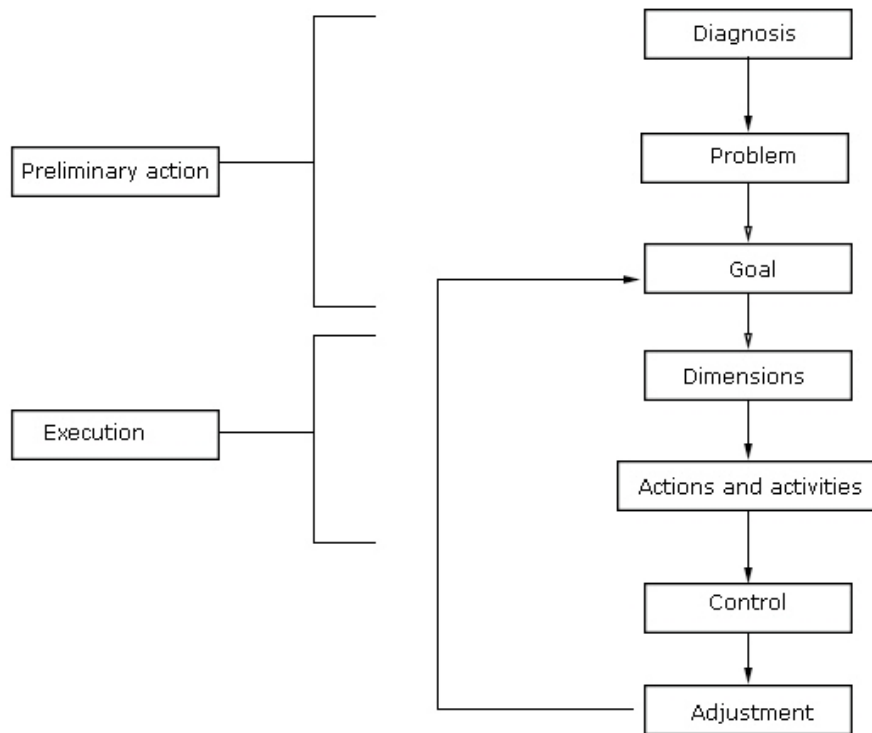 Diagnosis
Preliminary action
Problem
Goal
Dimensions
Execution
Actions and activities
Control
Adjustment